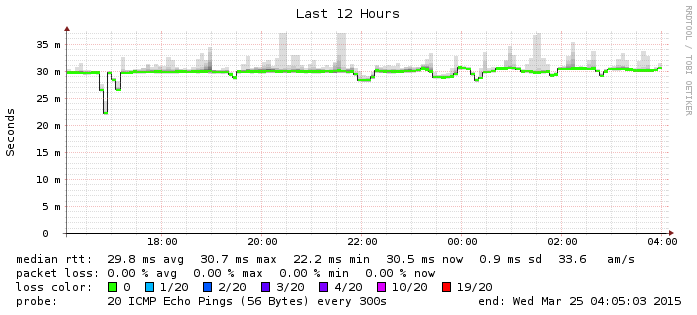 Last 12 Hours
RRDTOOL / TOBI OETIKER
Seconds
35 m
30 m
25 m
20 m
15 m
10 m
5 m
0
18:00 20:00 22:00 00:00 02:00 04:00
median rtt: 29.8 ms avg 30.7 ms max 22.2 ms min 30.5 ms now 0.9 ms sd 33.6 am/s
packet loss: 0.00 % avg 0.00 % max 0.00 % min 0.00 % now
loss color: 0 1/20 2/20 3/20 4/20 10/20 19/20
probe: 20 ICMP Echo Pings (56 Bytes) every 300s end: Wed Mar 25 04:05:03 2015